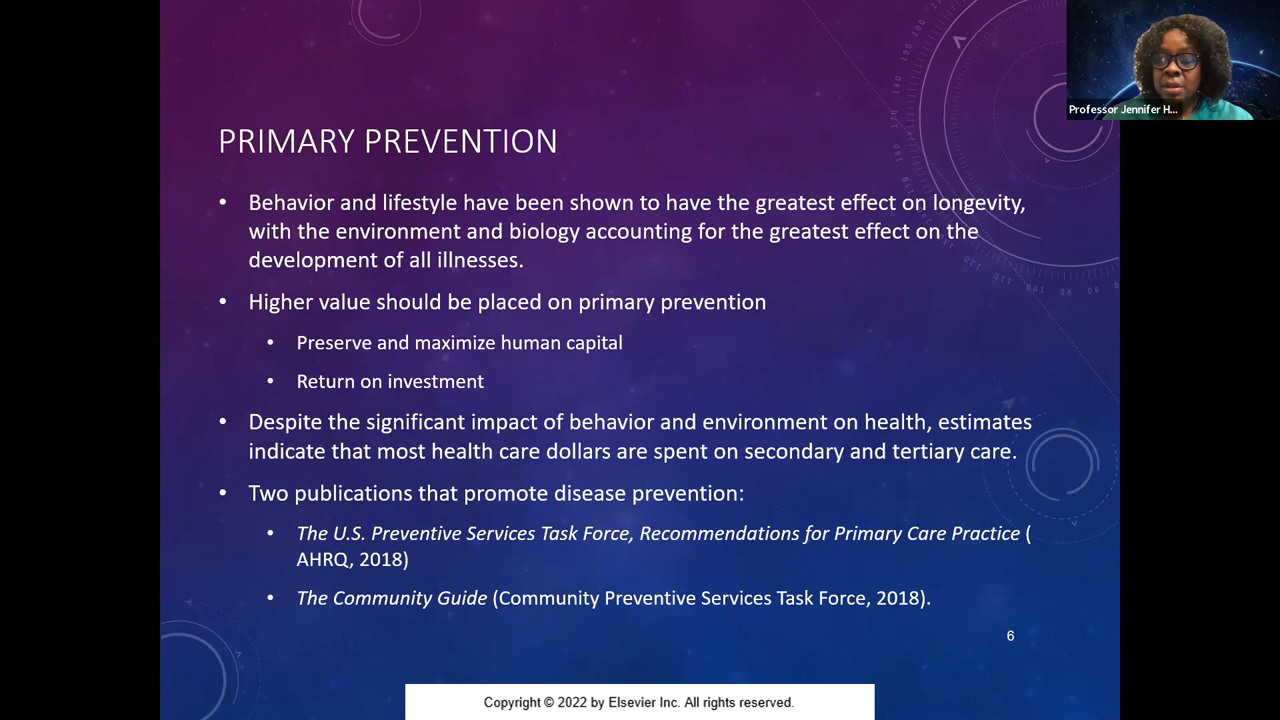 Professor Jennifer H...
PRIMARY PREVENTION
• Behavior and lifestyle have been shown to have the greatest effect on longevity,
with the environment and biology accounting for the greatest effect on the
development of all illnesses.
• Higher value should be placed on primary prevention
• Preserve and maximize human capital
• Return on investment
• Despite the significant impact of behavior and environment on health, estimates
indicate that most health care dollars are spent on secondary and tertiary care.
• Two publications that promote disease prevention:
• The U.S. Preventive Services Task Force, Recommendations for Primary Care Practice (
AHRQ, 2018)
• The Community Guide (Community Preventive Services Task Force, 2018).
6
Copyright © 2022 by Elsevier Inc. All rights reserved.